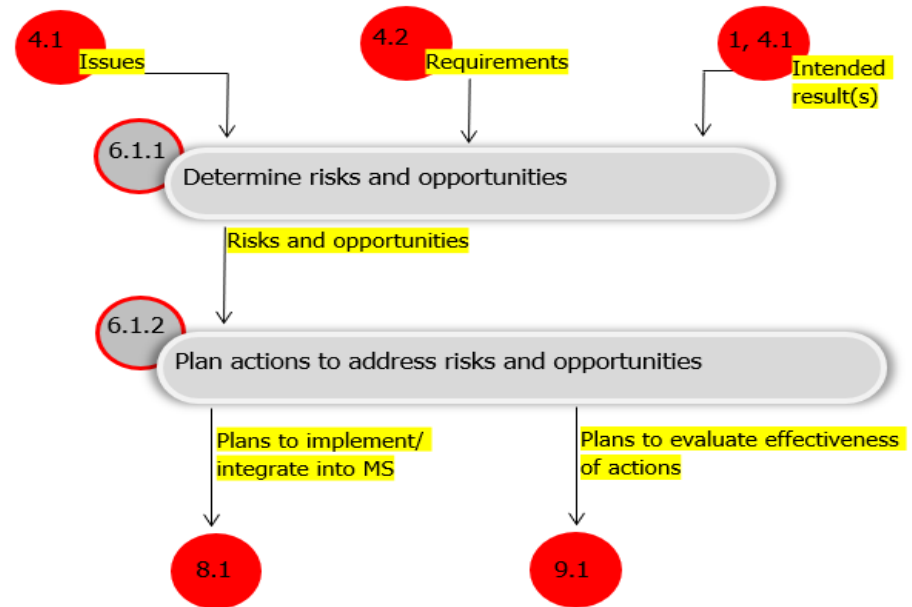 4.1
Issues
4.2
Requirements
1, 4.1
Intended
result(s)
6.1.1
Determine risks and opportunities
Risks and opportunities
6.1.2
Plan actions to address risks and opportunities
Plans to implement/
integrate into MS
Plans to evaluate effectiveness
of actions
8.1
9.1